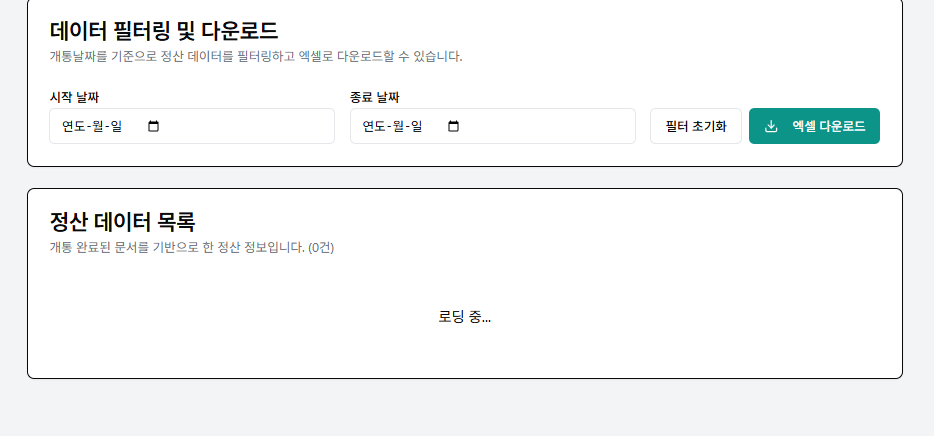 데이터 필터링 및 다운로드
개통날짜를 기준으로 정산 데이터를 필터링하고 엑셀로 다운로드할 수 있습니다.
시작 날짜
종료 날짜
연도-월-일
연도-월-일
필터 초기화
엑셀 다운로드
정산 데이터 목록
개통 완료된 문서를 기반으로 한 정산 정보입니다. (0건)
로딩 중...